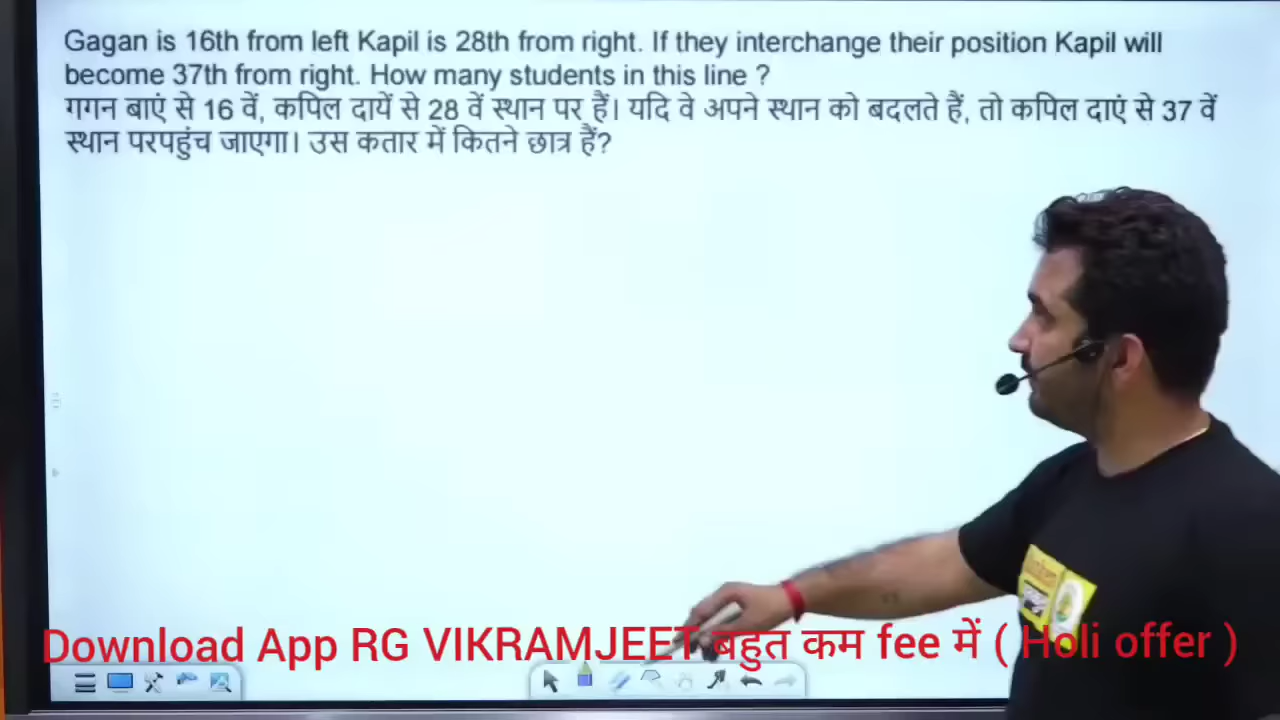 Gagan is 16th from left Kapil is 28th from right. If they interchange their position Kapil will
become 37th from right. How many students in this line ?
गगन बाएं से 16 वें, कपिल दायें से 28 वें स्थान पर हैं। यदि वे अपने स्थान को बदलते हैं, तो कपिल दाएं से 37 वें
स्थान परपहुंच जाएगा। उस कतार में कितने छात्र हैं?
Download App RG VIKRAMJEET बहुत कम fee में ( Holi offer )